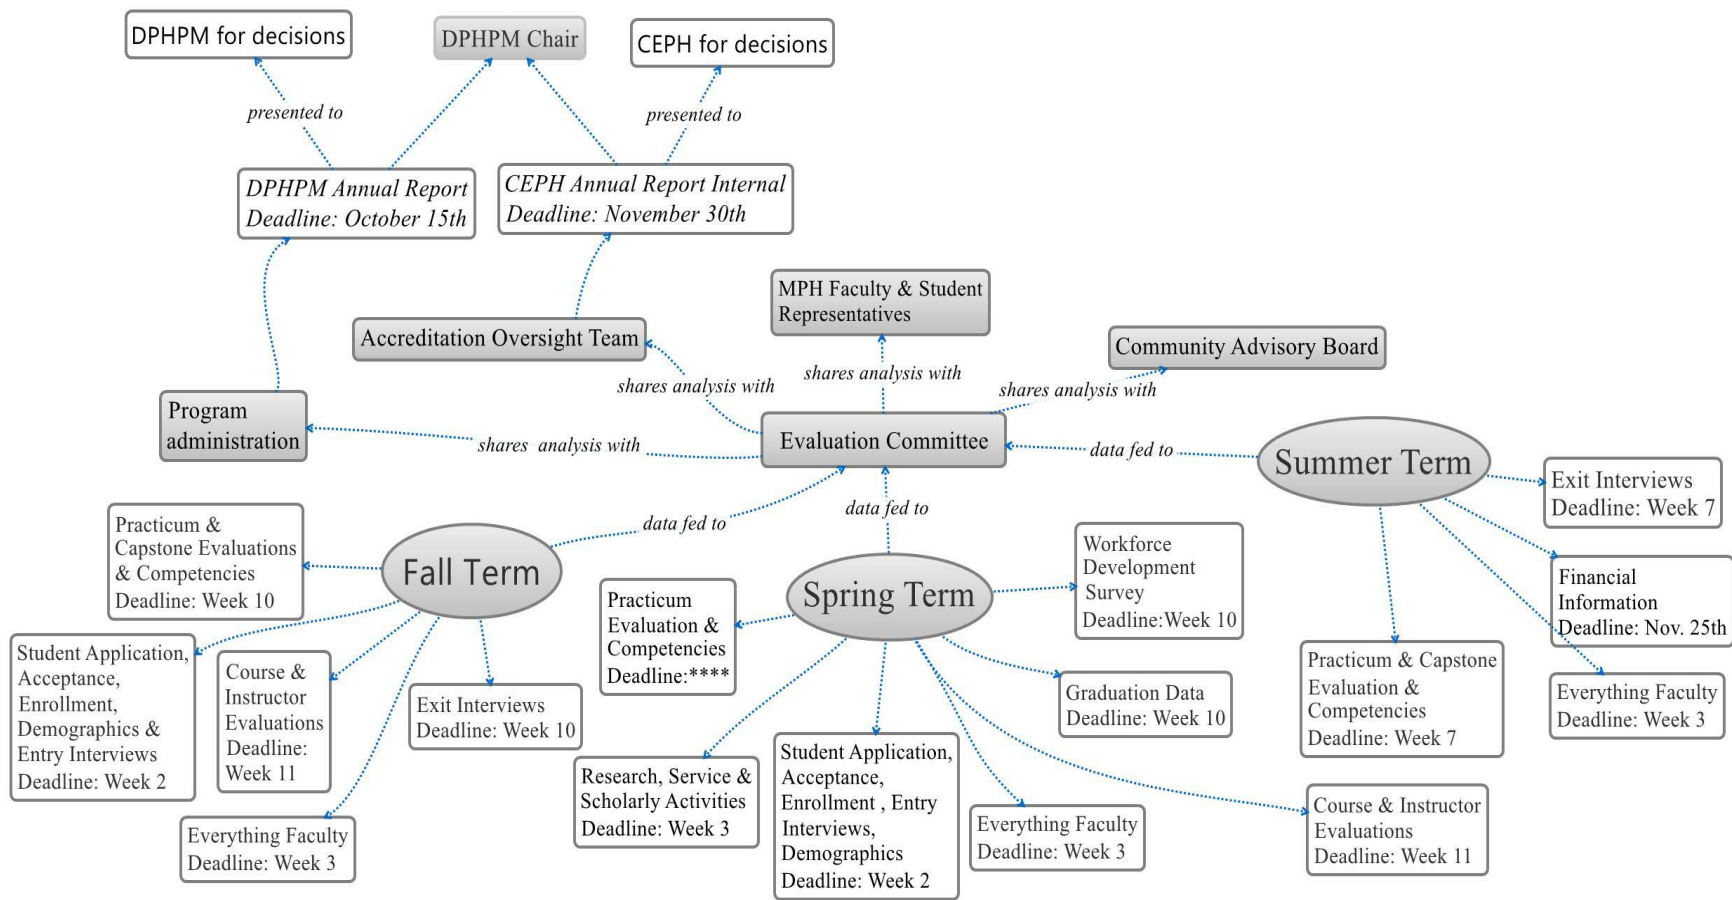 DPHPM for decisions
DPHPM Chair
CEPH for decisions
presented to
presented to
DPHPM Annual Report
Deadline: October 15th
CEPH Annual Report Internal
Deadline: November 30th
MPH Faculty & Student
Representatives
Accreditation Oversight Team
Community Advisory Board
shares analysis with
shares analysis with
shares analysis with
Program
administration
shares analysis with
Evaluation Committee
data fed to
Summer Term
Exit Interviews
Deadline: Week 7
data fed to
data fed to
Practicum &
Capstone Evaluations
& Competencies
Deadline: Week 10
Fall Term
Spring Term
Workforce
Development
Survey
Deadline:Week 10
Practicum
Evaluation &
Competencies
Deadline:****
Financial
Information
Deadline: Nov. 25th
Student Application,
Acceptance,
Enrollment,
Demographics &
Entry Interviews
Deadline: Week 2
Course &
Instructor
Evaluations
Deadline:
Week 11
Exit Interviews
Deadline: Week 10
Graduation Data
Deadline: Week 10
Practicum & Capstone
Evaluation &
Competencies
Deadline: Week 7
Everything Faculty
Deadline: Week 3
Research, Service &
Scholarly Activities
Deadline: Week 3
Student Application,
Acceptance,
Enrollment , Entry
Interviews,
Demographics
Deadline: Week 2
Everything Faculty
Deadline: Week 3
Everything Faculty
Deadline: Week 3
Course & Instructor
Evaluations
Deadline: Week 11